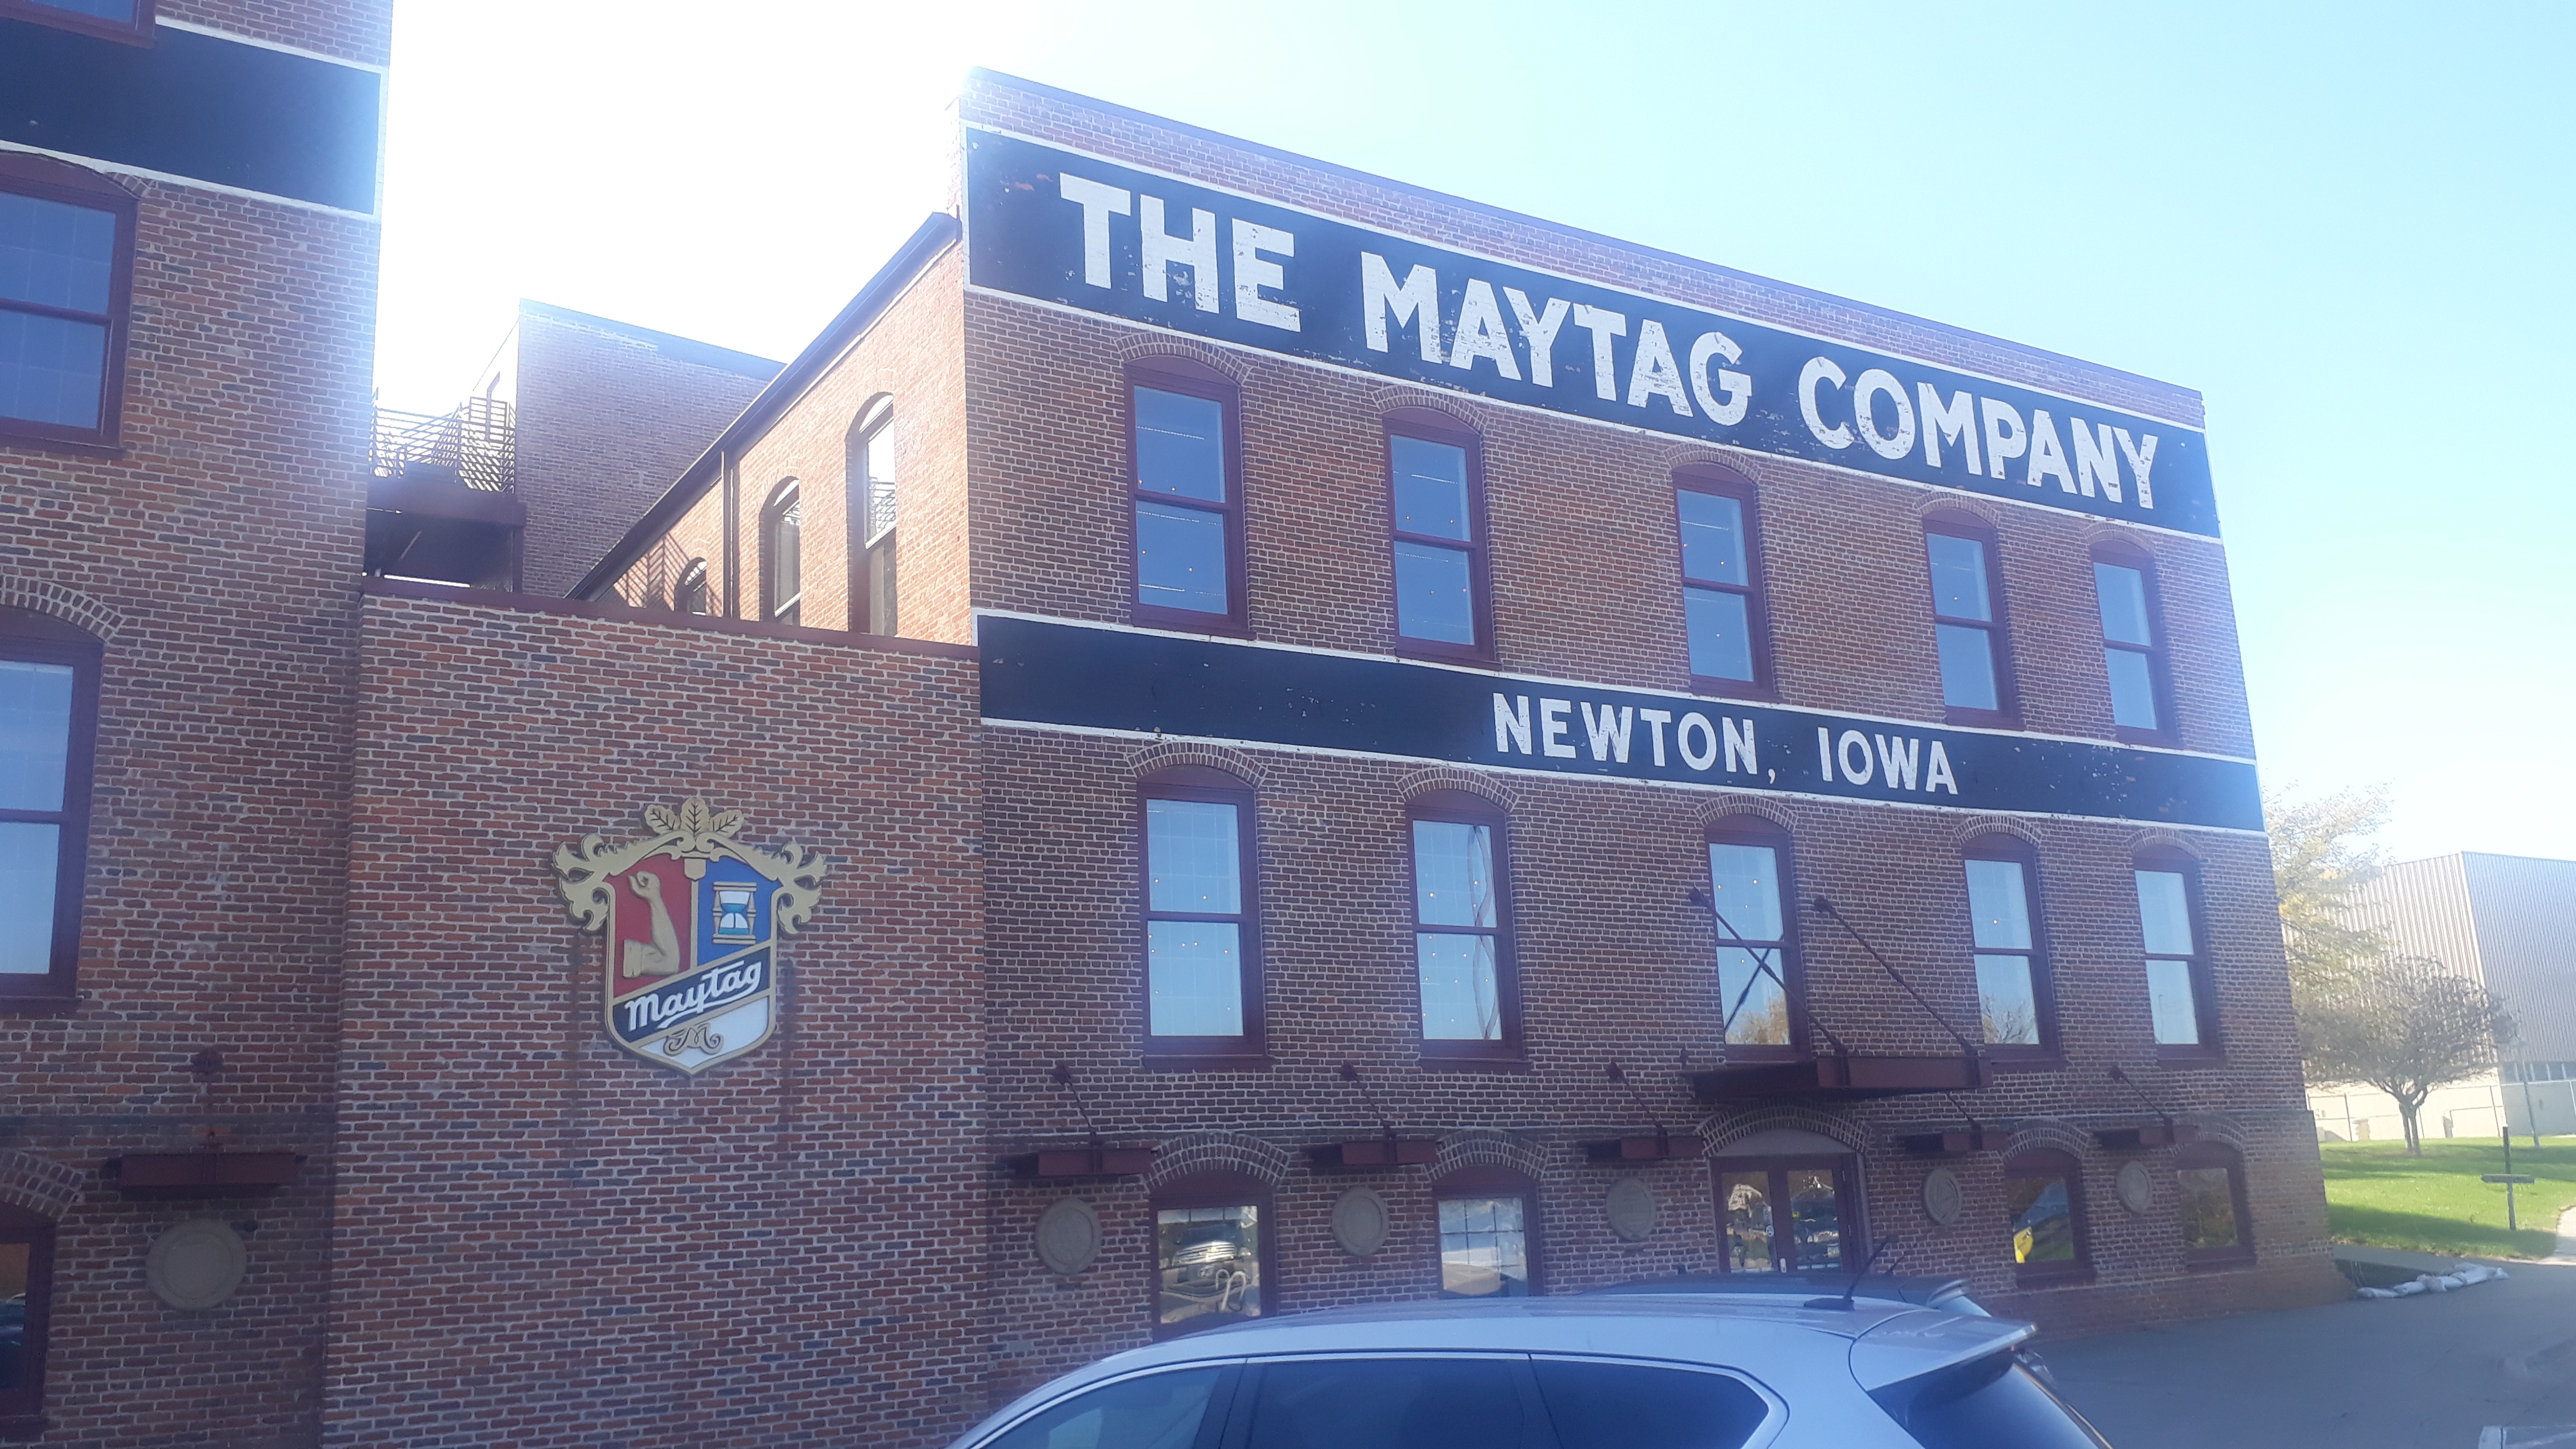 THE MAYTAG COMPANY
NEWTON, IOWA
Maytag
M